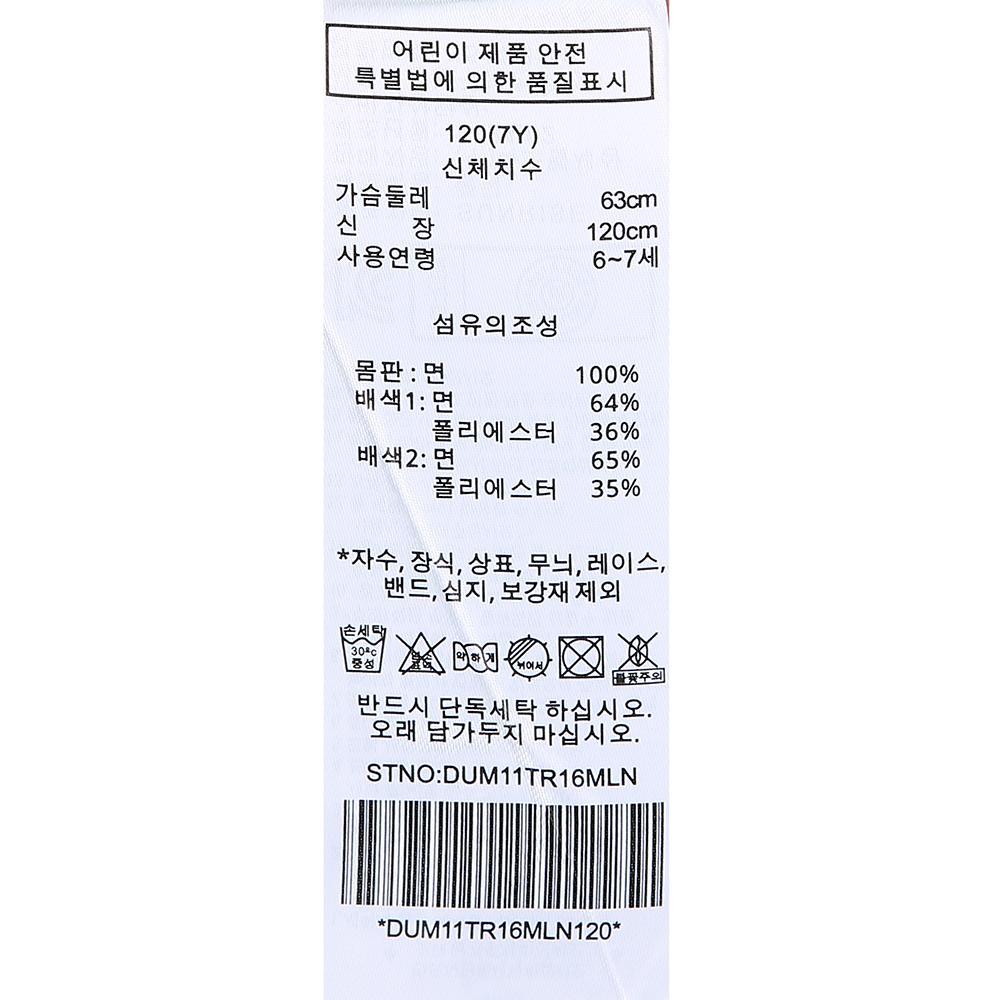 어린이 제품 안전
특별법에 의한 품질표시
120(7Y)
신체치수
가슴둘레 63cm
신 장 120cm
사용연령 6~7세
섬유의조성
몸판 : 면 100%
배색1: 면 64%
폴리에스터 36%
배색2: 면 65%
폴리에스터 35%
*자수, 장식, 상표, 무늬, 레이스,
밴드, 심지, 보강재 제외
손세탁
30℃
중성
염소
표백
약하게
뉘어서
불꽃주의
반드시 단독세탁 하십시오.
오래 담가두지 마십시오.
STNO:DUM11TR16MLN
*DUM11TR16MLN120*